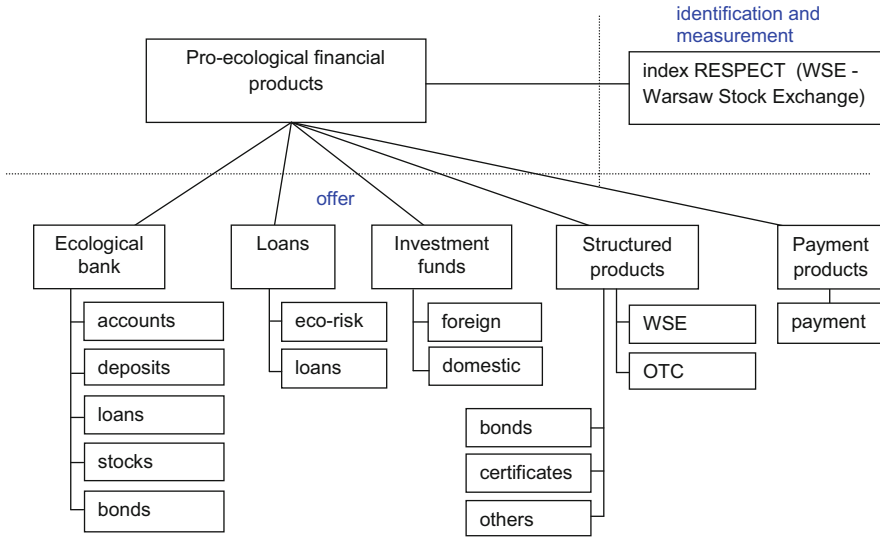 identification and
measurement
Pro-ecological financial
products
index RESPECT (WSE -
Warsaw Stock Exchange)
offer
Ecological
bank
accounts
deposits
loans
stocks
bonds
Loans
eco-risk
loans
Investment
funds
foreign
domestic
Structured
products
WSE
OTC
bonds
certificates
others
Payment
products
payment